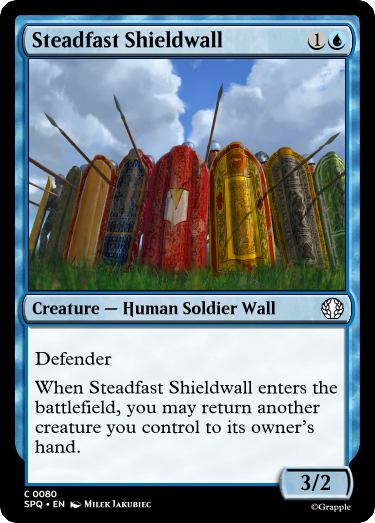 Steadfast Shieldwall 1
Creature — Human Soldier Wall
Defender
When Steadfast Shieldwall enters the
battlefield, you may return another
creature you control to its owner's
hand.
3/2
C 0080
SPQ • EN Milek Jakubiec
©Grapple